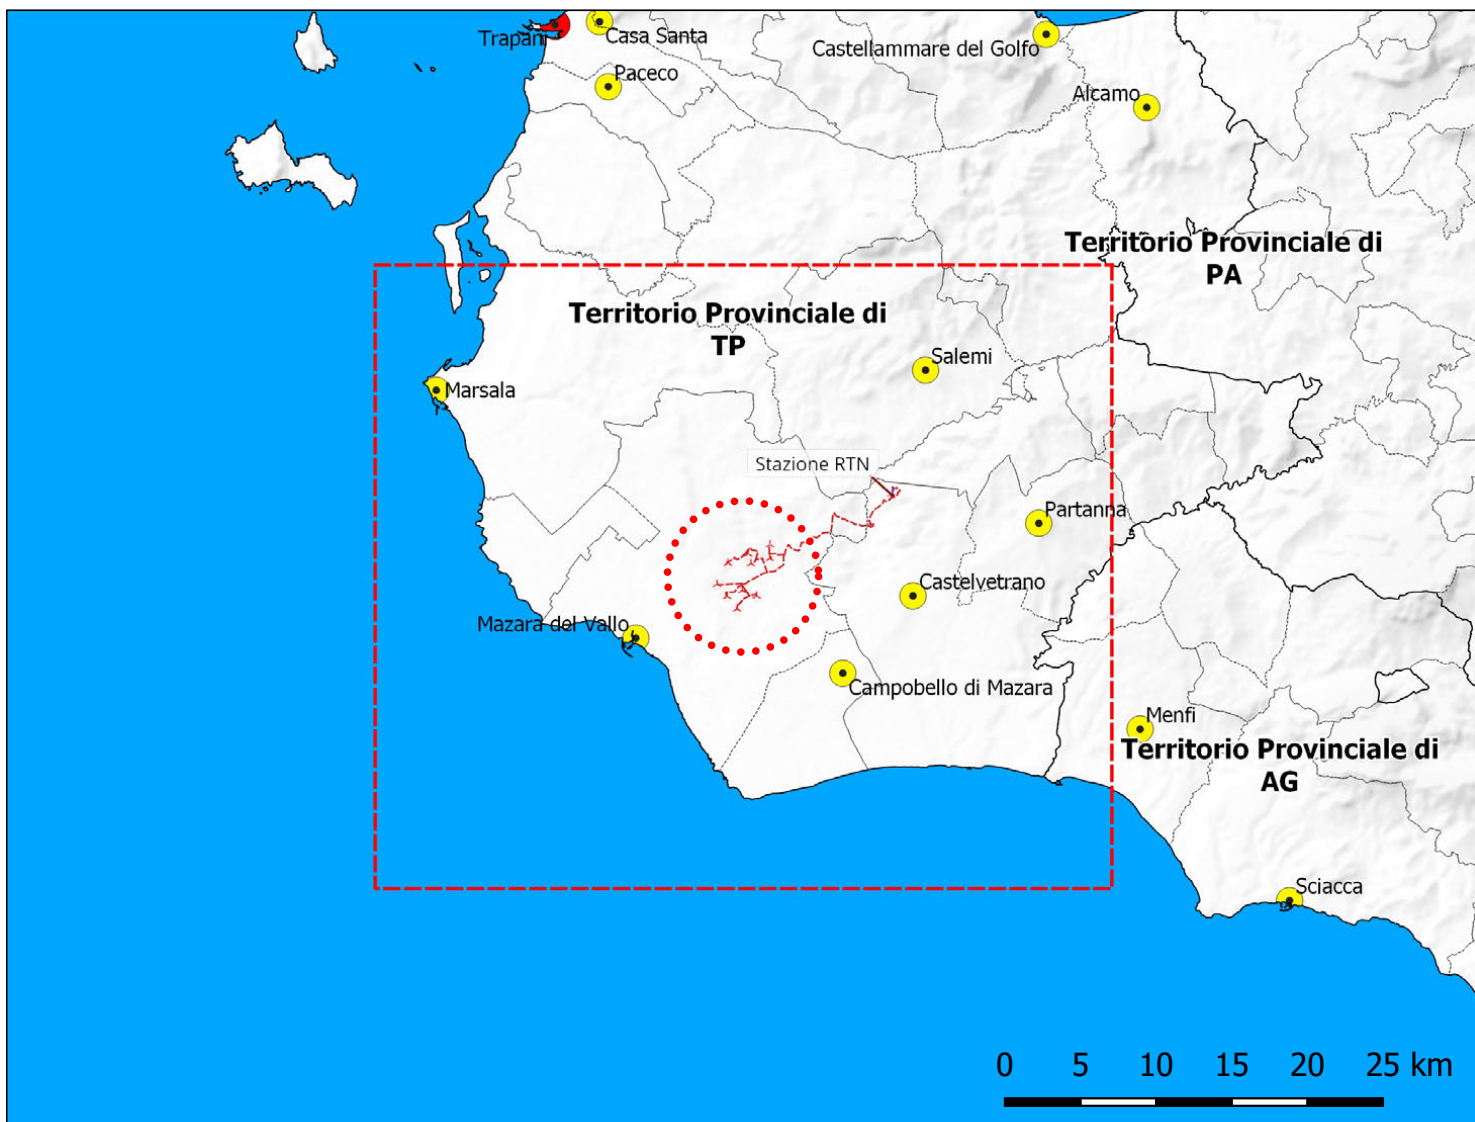 Trapani
Casa Santa
Castellammare del Golfo
Paceco
Alcamo
Territorio Provinciale di
PA
Territorio Provinciale di
TP
Salemi
Marsala
Stazione RTN
Partanna
Castelvetrano
Mazara del Vallo
Campobello di Mazara
Menfi
Territorio Provinciale di
AG
Sciacca
0 5 10 15 20 25 km